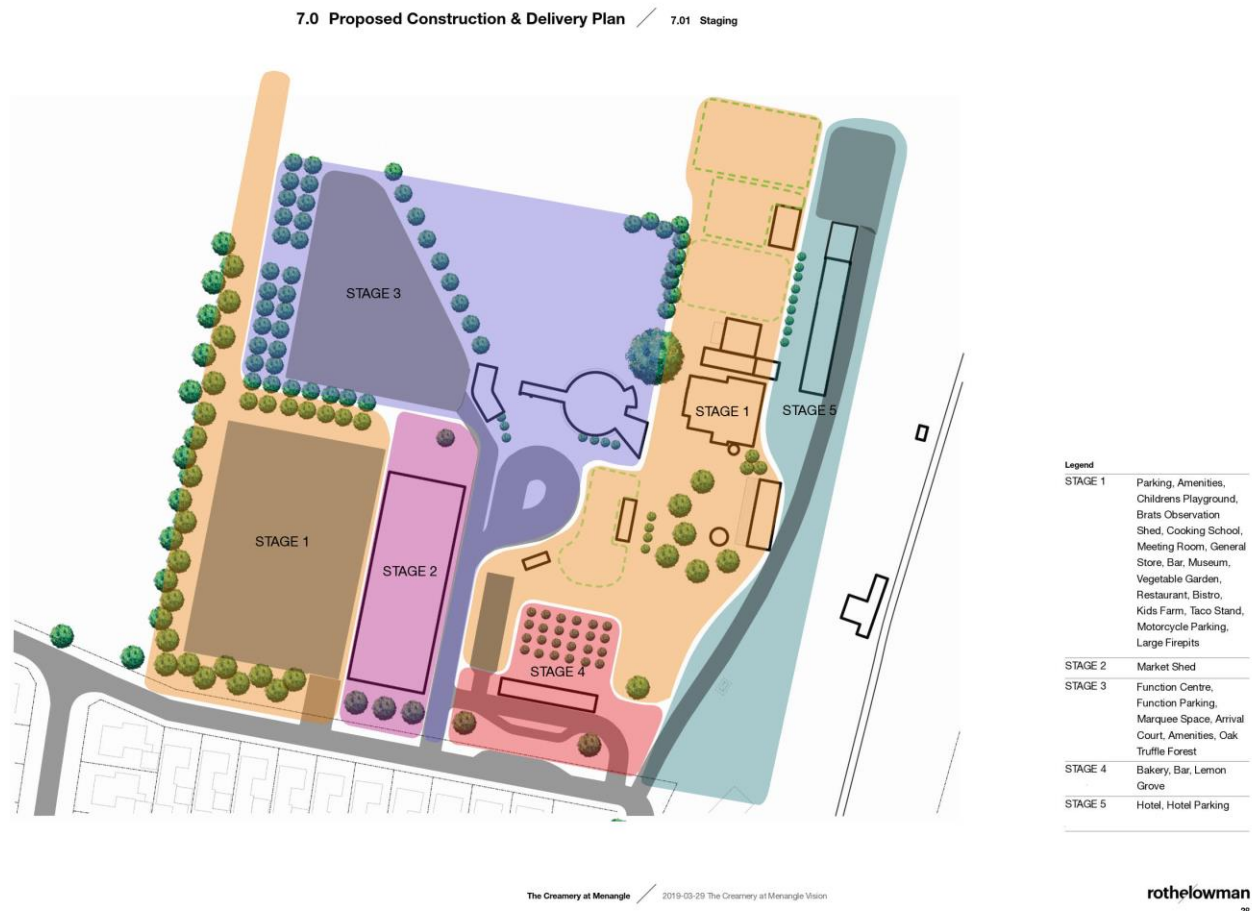 7.0 Proposed Construction & Delivery Plan
7.01 Staging
STAGE 3
STAGE 1
STAGE 5
STAGE 1
STAGE 2
STAGE 4
Legend
STAGE 1 Parking, Amenities,
Childrens Playground,
Brats Observation
Shed, Cooking School,
Meeting Room, General
Store, Bar, Museum,
Vegetable Garden,
Restaurant, Bistro,
Kids Farm, Taco Stand,
Motorcycle Parking,
Large Firepits
STAGE 2 Market Shed
STAGE 3 Function Centre,
Function Parking,
Marquee Space, Arrival
Court, Amenities, Oak
Truffle Forest
STAGE 4 Bakery, Bar, Lemon
Grove
STAGE 5 Hotel, Hotel Parking
The Creamery at Menangle
2019-03-29 The Creamery at Menangle Vision
rothelowman